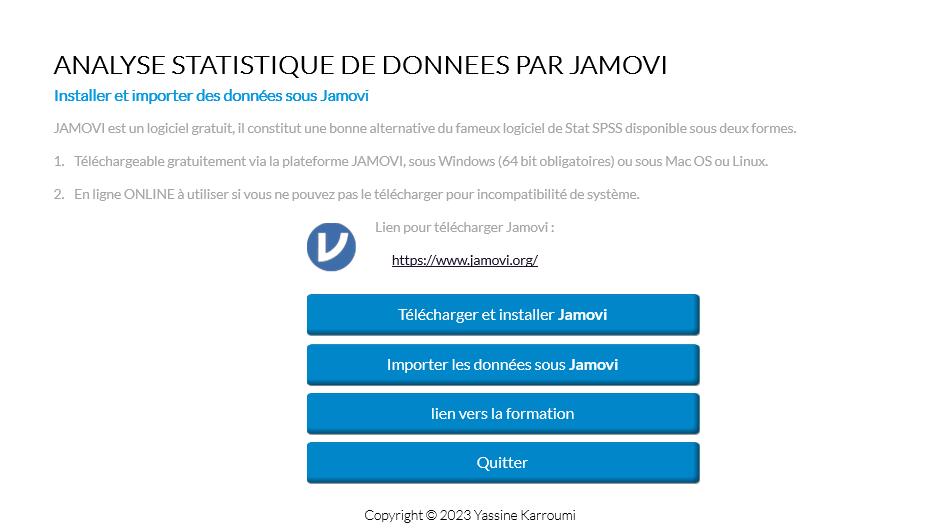 ANALYSE STATISTIQUE DE DONNEES PAR JAMOVI
Installer et importer des données sous Jamovi
JAMOVI est un logiciel gratuit, il constitut une bonne alternative du fameux logiciel de Stat SPSS disponible sous deux formes.
1. Téléchargeable gratuitement via la plateforme JAMOVI, sous Windows (64 bit obligatoires) ou sous Mac OS ou Linux.
2. En ligne ONLINE à utiliser si vous ne pouvez pas le télécharger pour incompatibilité de système.
Lien pour télécharger Jamovi :
https://www.jamovi.org/
Télécharger et installer Jamovi
Importer les données sous Jamovi
lien vers la formation
Quitter
Copyright © 2023 Yassine Karroumi